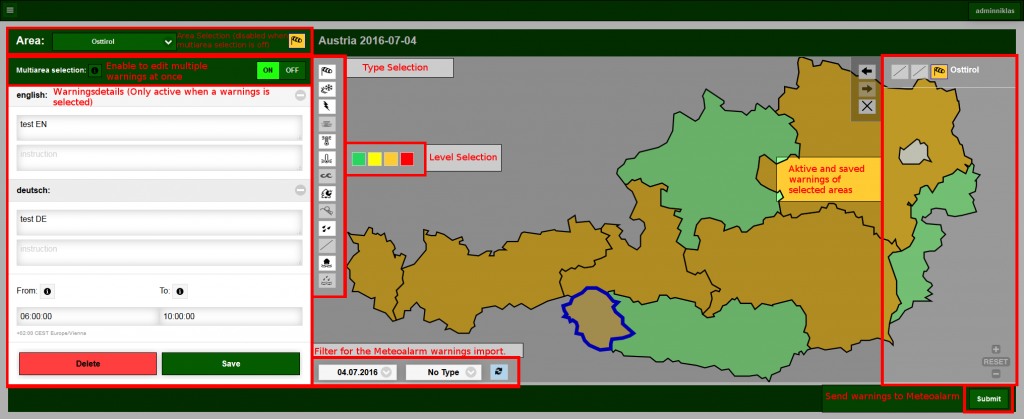 adminniklas
Area:
Osttirol
Area Selection (disabled when
multiarea selection is off)
Austria 2016-07-04
Multiarea selection:
Enable to edit multiple
warnings at once
ON
OFF
Type Selection
Osttirol
english:
Warningsdetails (Only active when a warnings is
selected)
test EN
instruction
Level Selection
Aktive and saved
warnings of
selected areas
deutsch:
test DE
instruction
From:
To:
06:00:00
10:00:00
+02:00 CEST Europe/Vienna
Delete
Save
Filter for the Meteoalarm warnings import.
04.07.2016
No Type
RESET
Send warnings to Meteoalarm
Submit